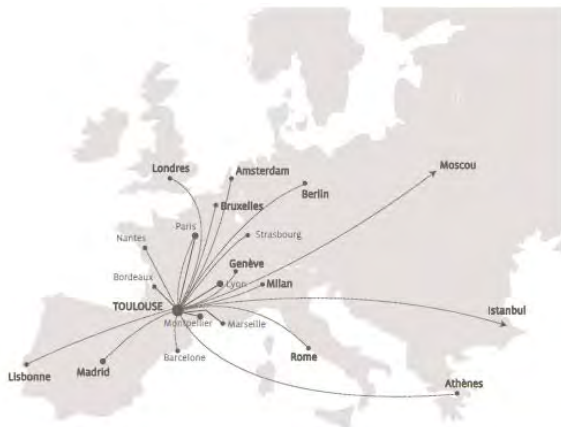 Londres
Amsterdam
Moscou
Berlin
Bruxelles
Paris
Strasbourg
Nantes
Genève
Bordeaux
Lyon
Milan
TOULOUSE
Istanbul
Montpellier
Marseille
Barcelone
Rome
Lisbonne
Madrid
Athènes